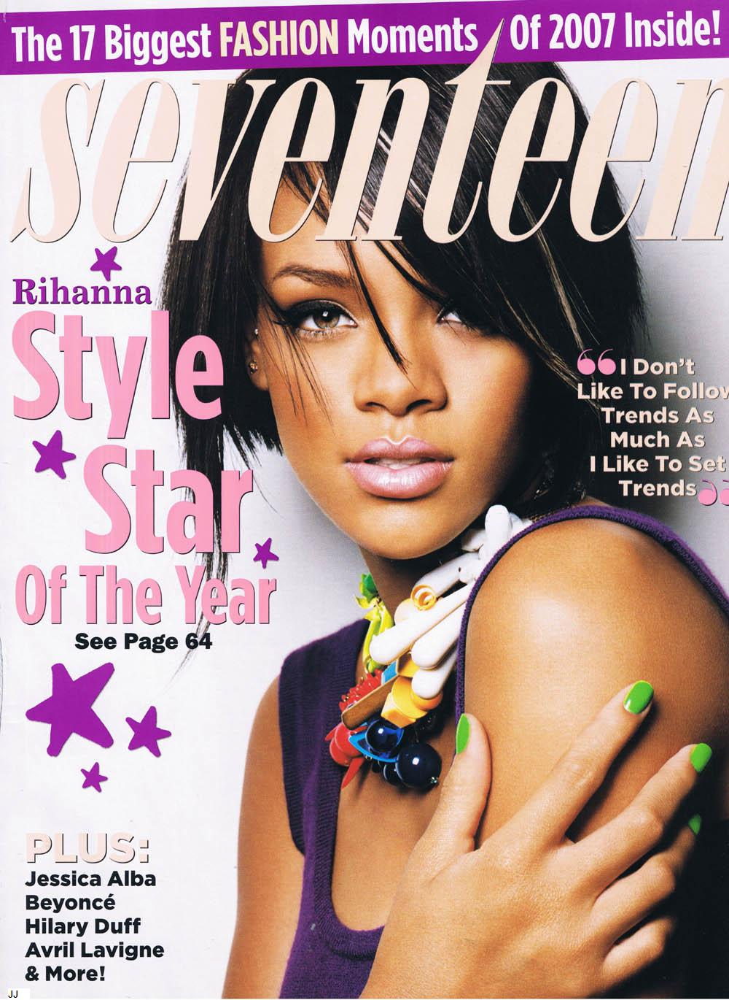 The 17 Biggest FASHION Moments Of 2007 Inside!
seventeen
Rihanna
Style
Star
Of The Year
See Page 64
“I Don’t
Like To Follow
Trends As
Much As
I Like To Set
Trends”
PLUS:
Jessica Alba
Beyoncé
Hilary Duff
Avril Lavigne
& More!
JJ